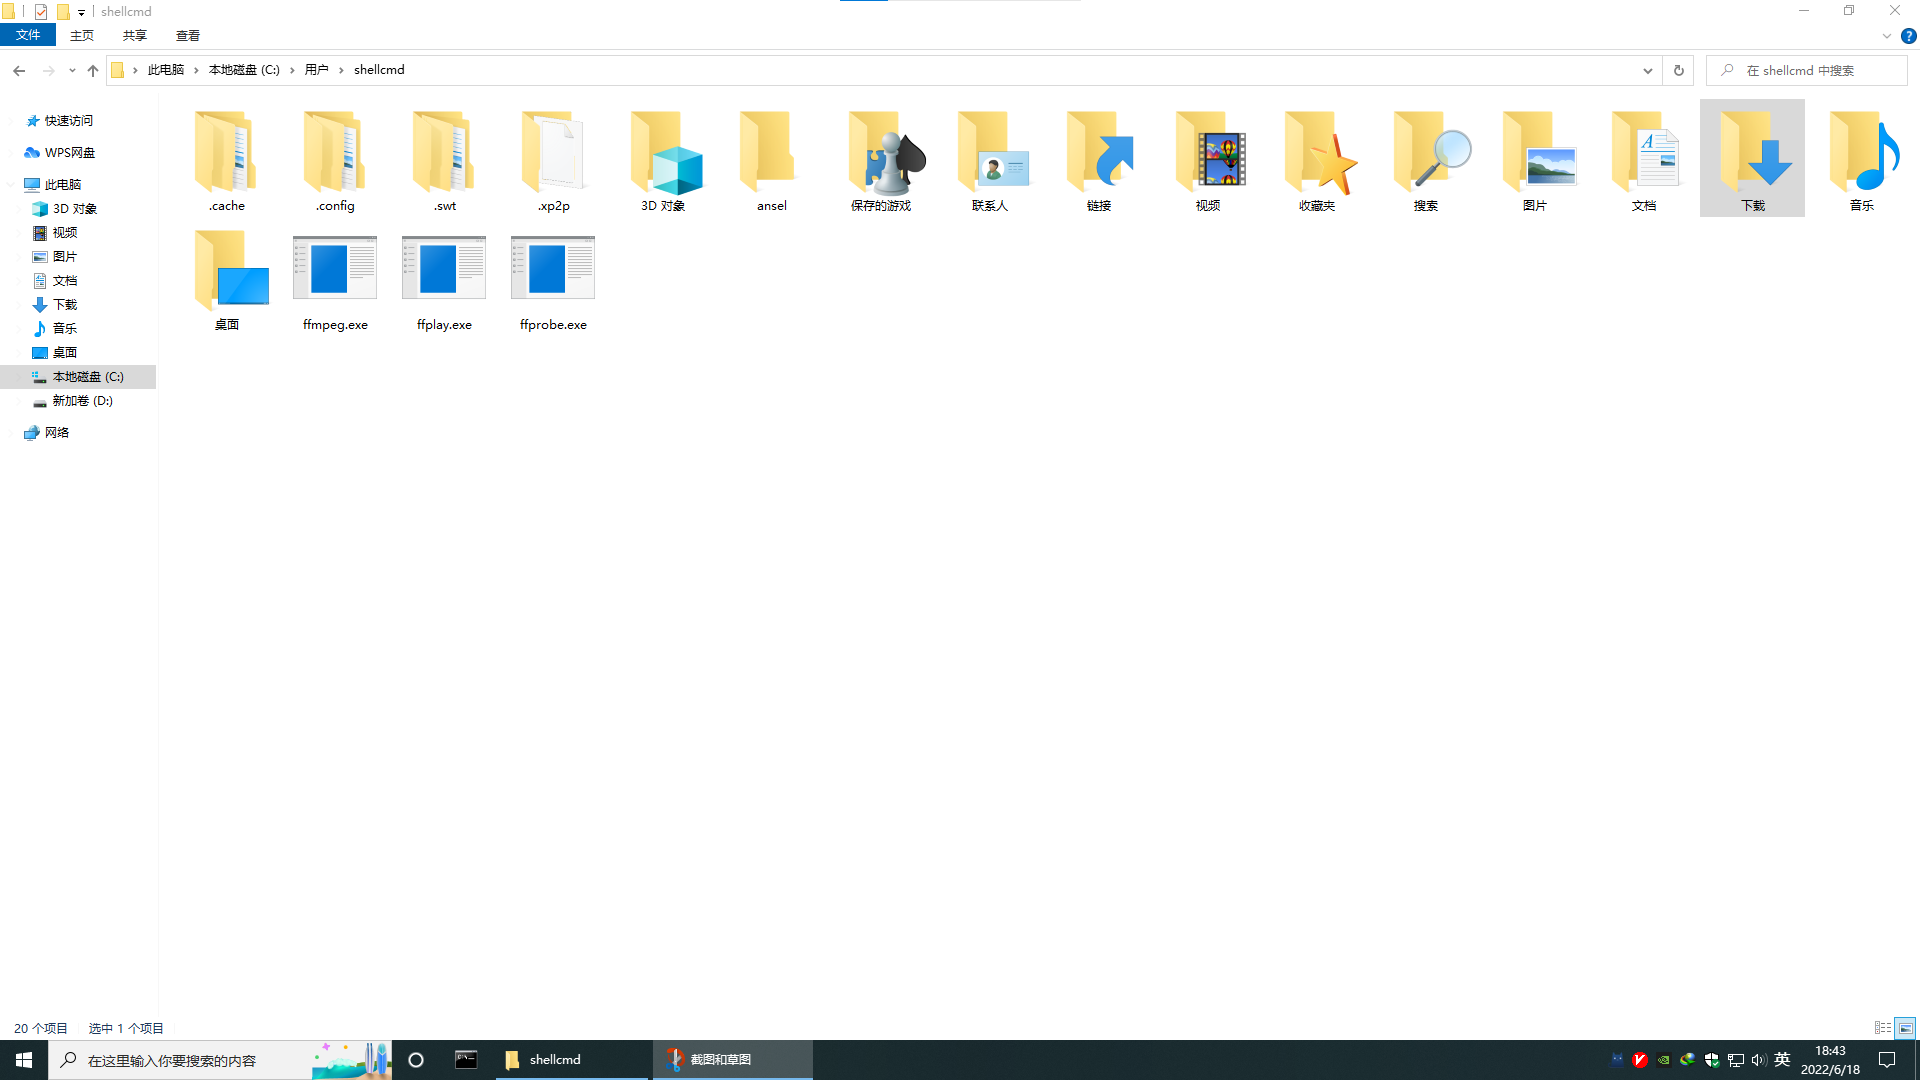 shellcmd
文件 主页 共享 查看
此电脑 本地磁盘 (C:) 用户 shellcmd
在 shellcmd 中搜索
快速访问
WPS网盘
此电脑
3D 对象
视频
图片
文档
下载
音乐
桌面
本地磁盘 (C:)
新加卷 (D:)
网络
.cache .config .swt .xp2p 3D 对象 ansel 保存的游戏 联系人 链接 视频 收藏夹 搜索 图片 文档 下载 音乐
桌面 ffmpeg.exe ffplay.exe ffprobe.exe
20 个项目 选中 1 个项目
在这里输入你要搜索的内容
shellcmd
截图和草图
英
18:43
2022/6/18